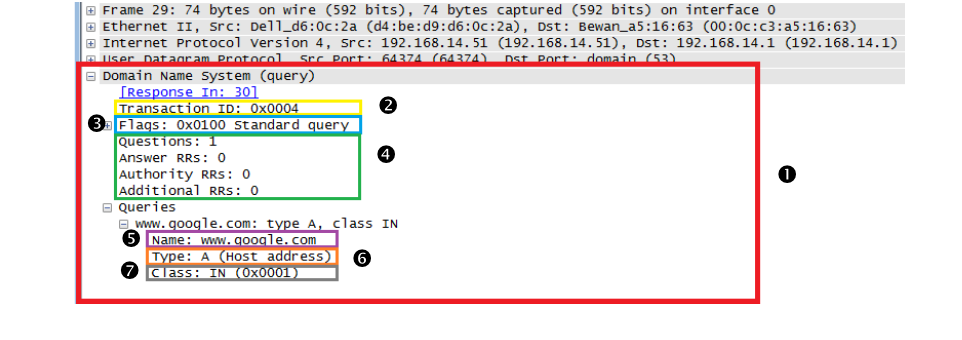 Frame 29: 74 bytes on wire (592 bits), 74 bytes captured (592 bits) on interface 0
Ethernet II, Src: Dell_d6:0c:2a (d4:be:d9:d6:0c:2a), Dst: Bewan_a5:16:63 (00:0c:c3:a5:16:63)
Internet Protocol Version 4, Src: 192.168.14.51 (192.168.14.51), Dst: 192.168.14.1 (192.168.14.1)
User Datagram Protocol, Src Port: 64374 (64374), Dst Port: domain (53)
Domain Name System (query)
[Response In: 30]
Transaction ID: 0x0004 ❷
❸ Flags: 0x0100 Standard query
Questions: 1
Answer RRs: 0 ❹
Authority RRs: 0 ❶
Additional RRs: 0
Queries
www.google.com: type A, class IN
❺ Name: www.google.com
Type: A (Host address) ❻
❼ Class: IN (0x0001)